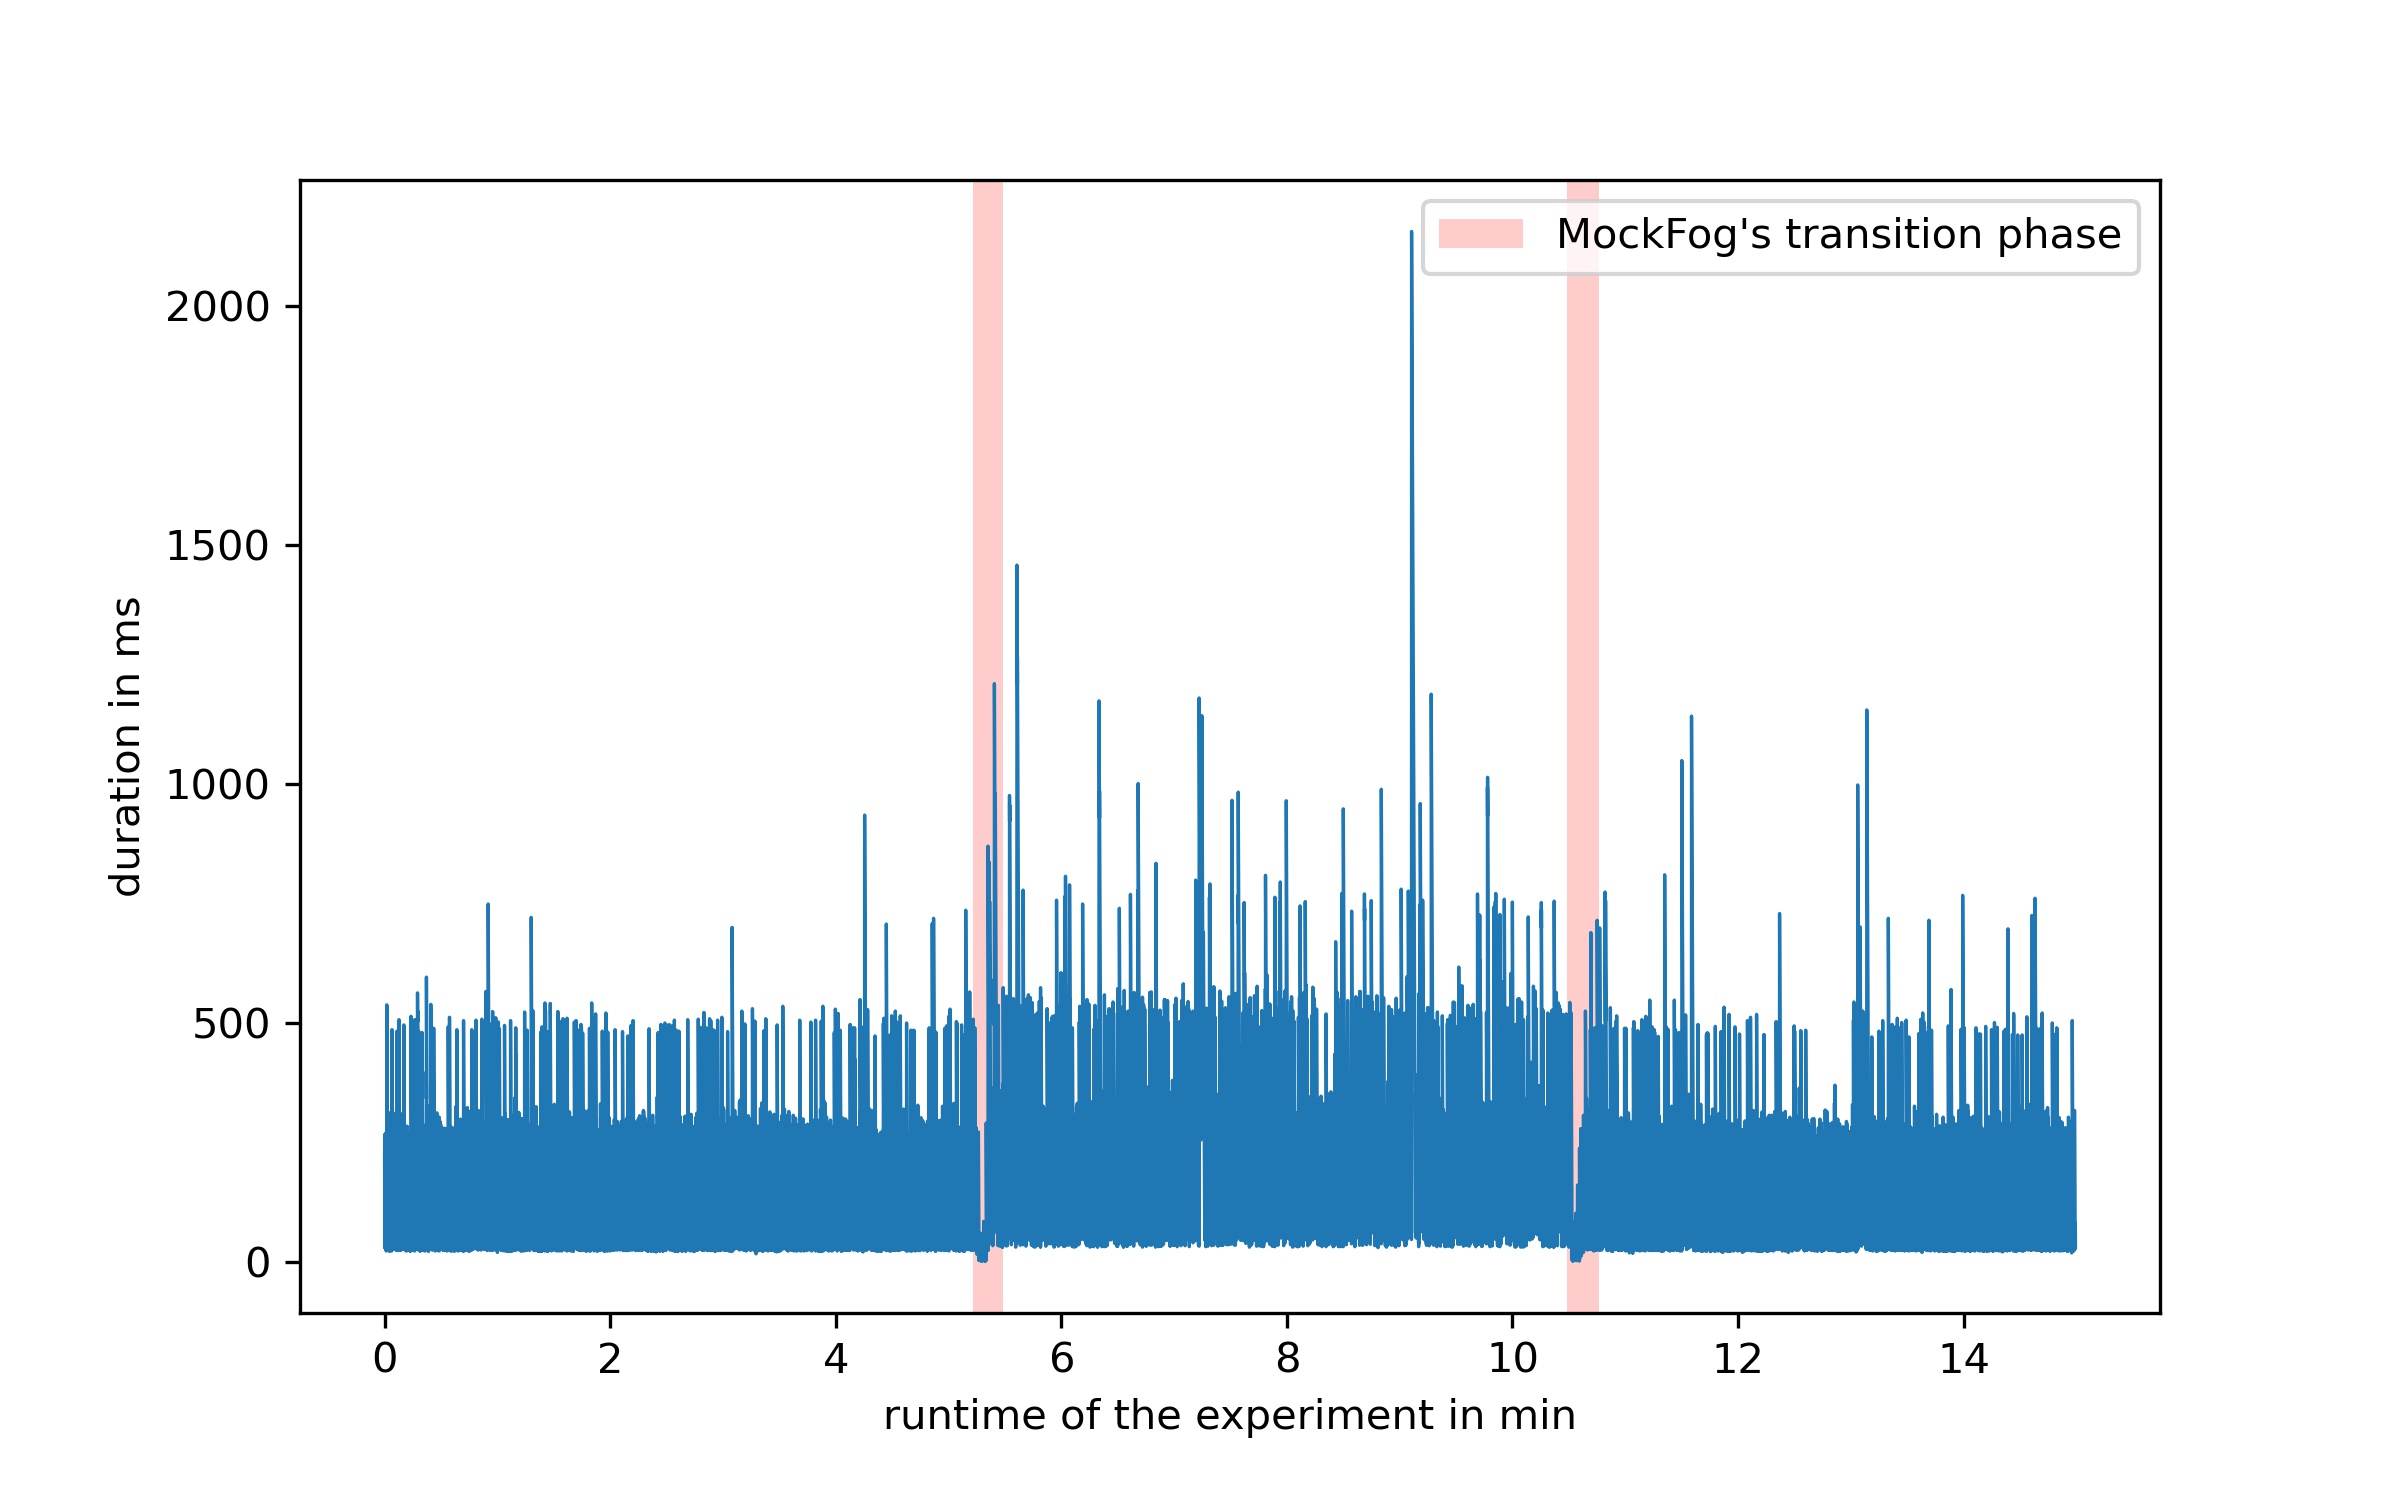 MockFog's transition phase
2000
1500
1000
500
0
duration in ms
0 2 4 6 8 10 12 14
runtime of the experiment in min